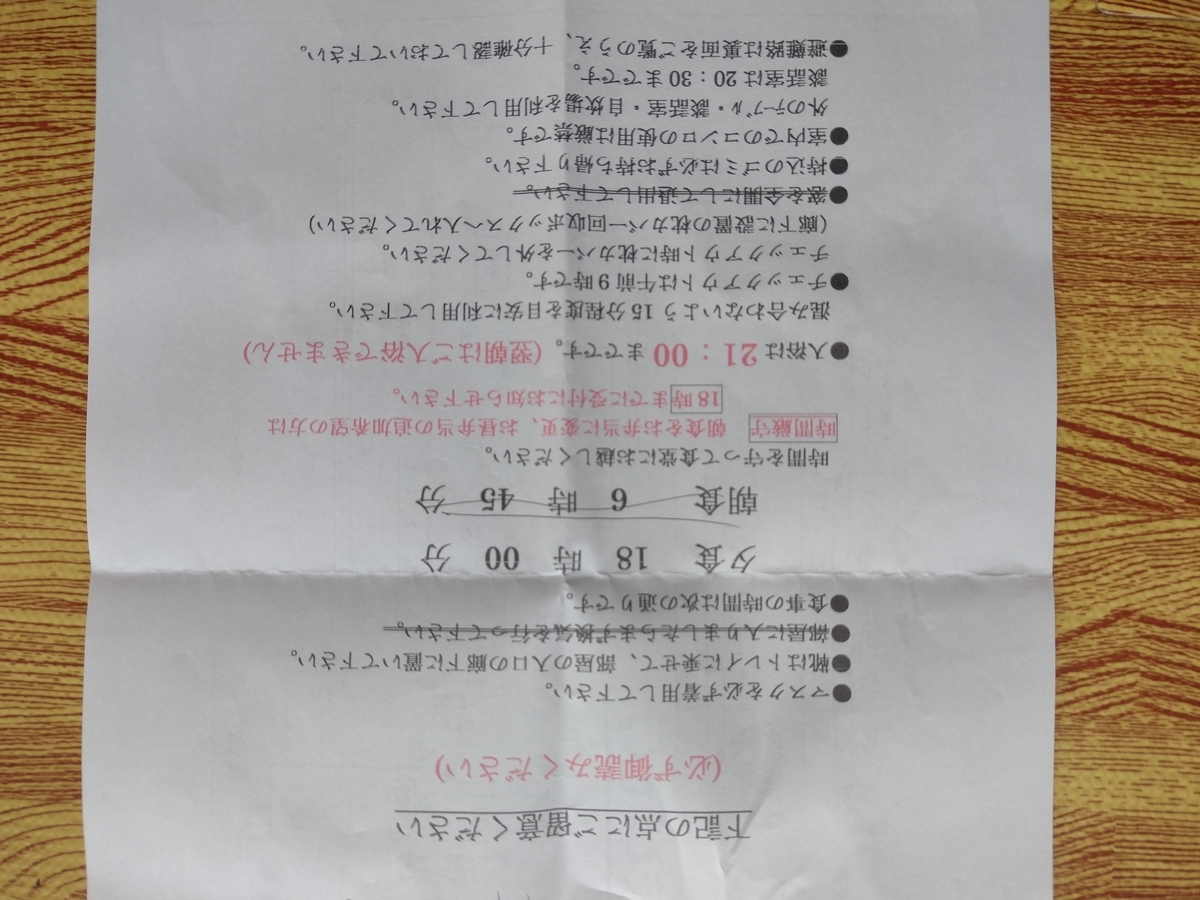 下記の点にご留意ください
(必ず御読みください)
●マスクを必ず着用して下さい。
●靴はトレイに乗せて、部屋の入口の廊下に置いて下さい。
●部屋に入りましたらまず換気を行って下さい。
●食事の時間は次の通りです。
夕食 18 時 00 分
朝食 6 時 45 分
時間を守って食堂にお越しください。
時間厳守 朝食をお弁当に変更、お昼弁当の追加希望の方は
18時までに受付にお知らせ下さい。
●入浴は 21:00 までです。(翌朝はご入浴できません)
混み合わないよう 15 分程度を目安に利用して下さい。
●チェックアウトは午前 9 時です。
チェックアウト時に枕カバーを外してください。
(廊下に設置の枕カバー回収ボックスへ入れてください)
●窓を全開にして退出して下さい。
●持込のゴミは必ずお持ち帰り下さい。
●室内でのコンロの使用は厳禁です。
外のテーブル・談話室・自炊場を利用して下さい。
談話室は 20:30 までです。
●避難路は裏面をご覧のうえ、十分確認しておいて下さい。